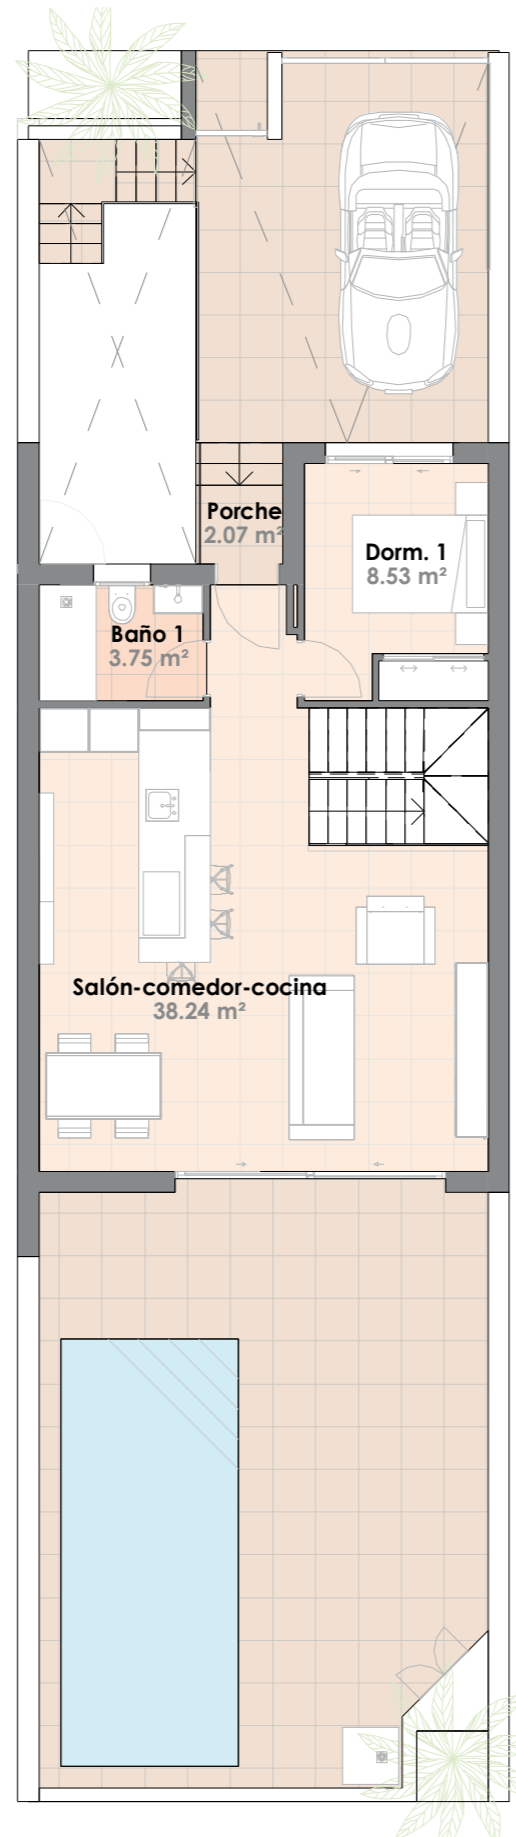 Porche
2.07 m²
Dorm. 1
8.53 m²
Baño 1
3.75 m²
Salón-comedor-cocina
38.24 m²